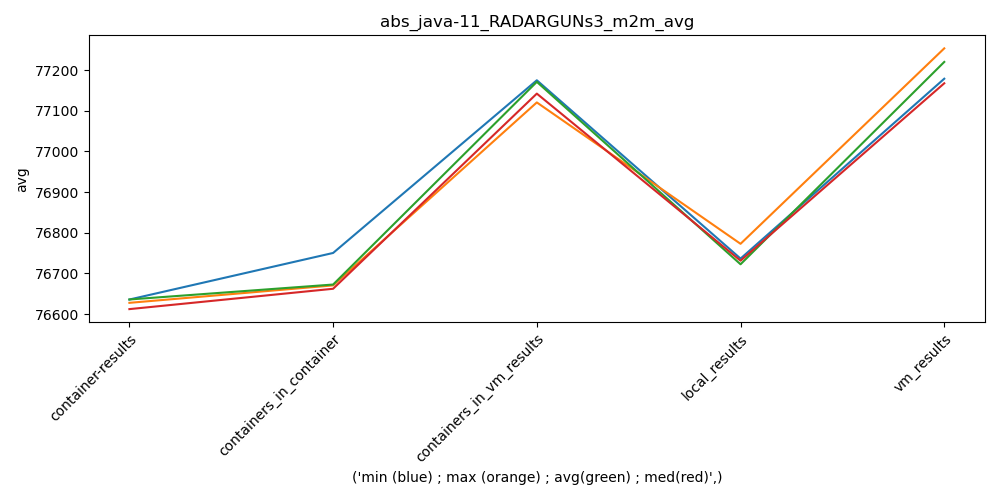 abs_java-11_RADARGUNs3_m2m_avg
avg
77200
77100
77000
76900
76800
76700
76600
container-results
containers_in_container
containers_in_vm_results
local_results
vm_results
('min (blue) ; max (orange) ; avg(green) ; med(red)',)